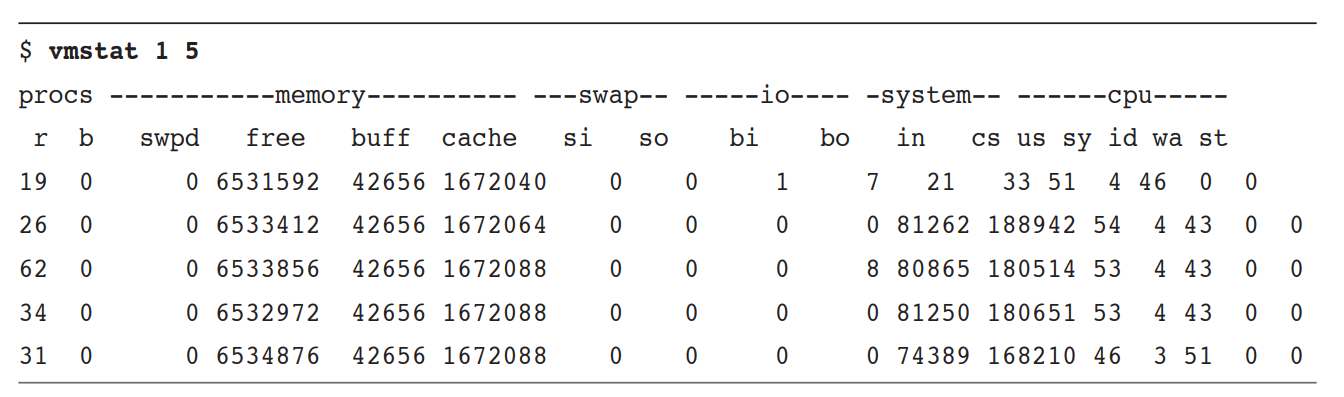 $ vmstat 1 5
procs -----------memory---------- ---swap-- -----io---- -system-- ------cpu-----
 r  b   swpd   free   buff  cache   si   so    bi    bo   in   cs us sy id wa st
19  0      0 6531592  42656 1672040    0    0     1     7   21   33 51  4 46  0  0
26  0      0 6533412  42656 1672064    0    0     0     0 81262 188942 54  4 43  0  0
62  0      0 6533856  42656 1672088    0    0     0     8 80865 180514 53  4 43  0  0
34  0      0 6532972  42656 1672088    0    0     0     0 81250 180651 53  4 43  0  0
31  0      0 6534876  42656 1672088    0    0     0     0 74389 168210 46  3 51  0  0